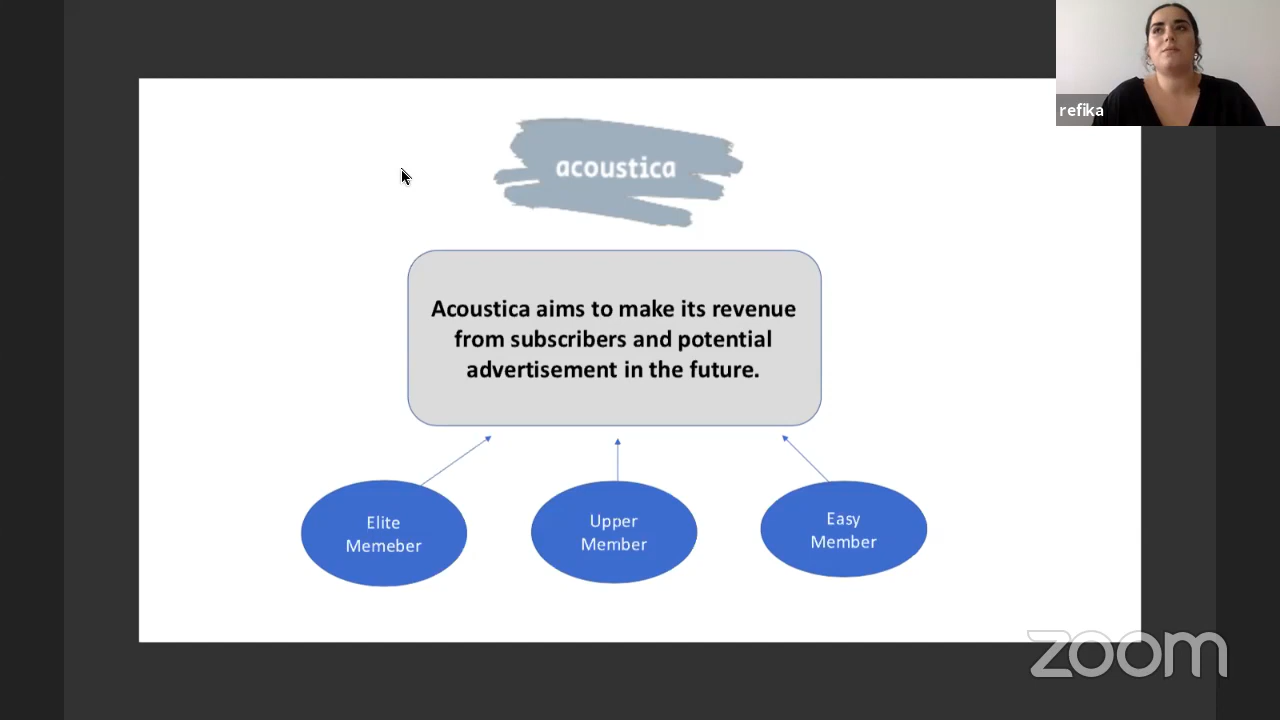 refika
acoustica
Acoustica aims to make its revenue
from subscribers and potential
advertisement in the future.
Elite
Memeber
Upper
Member
Easy
Member
zoom